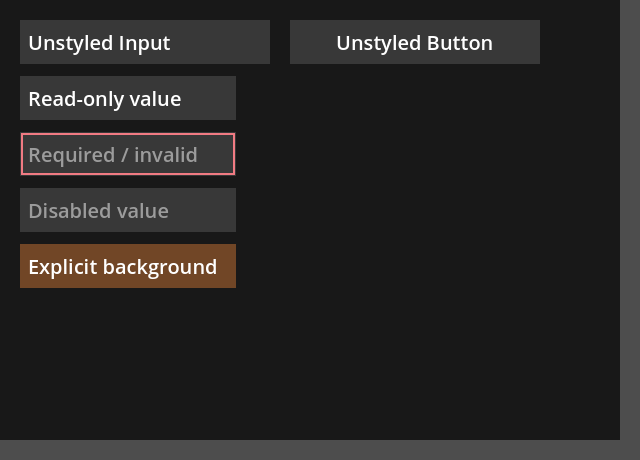 Unstyled Input
Unstyled Button
Read-only value
Required / invalid
Disabled value
Explicit background